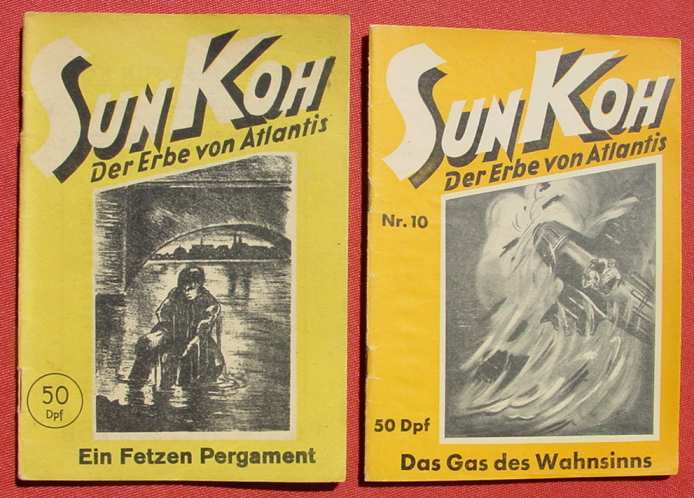 SUN KOH
Der Erbe von Atlantis
50
Dpf
Ein Fetzen Pergament
SUN KOH
Der Erbe von Atlantis
Nr. 10
50 Dpf
Das Gas des Wahnsinns